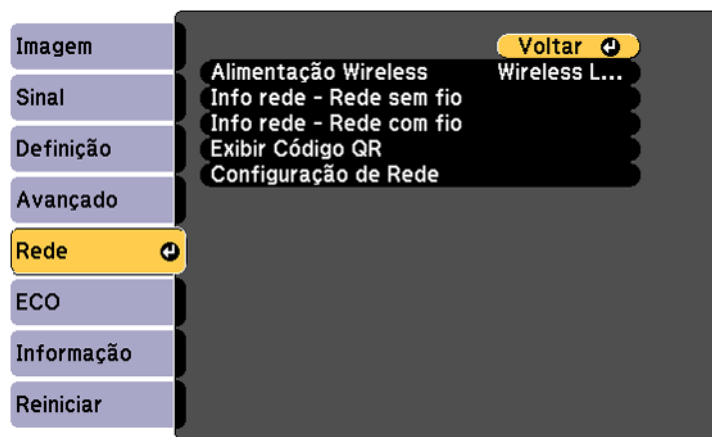 Imagem
Sinal
Definição
Avançado
Rede
ECO
Informação
Reiniciar
Voltar
Alimentação Wireless Wireless L...
Info rede - Rede sem fio
Info rede - Rede com fio
Exibir Código QR
Configuração de Rede